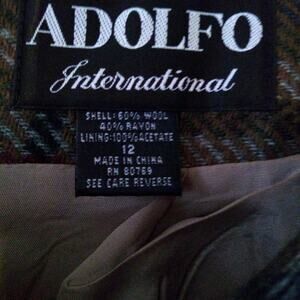 ADOLFO
International
SHELL: 60% WOOL
40% RAYON
LINING: 100% ACETATE
12
MADE IN CHINA
RN 80769
SEE CARE REVERSE